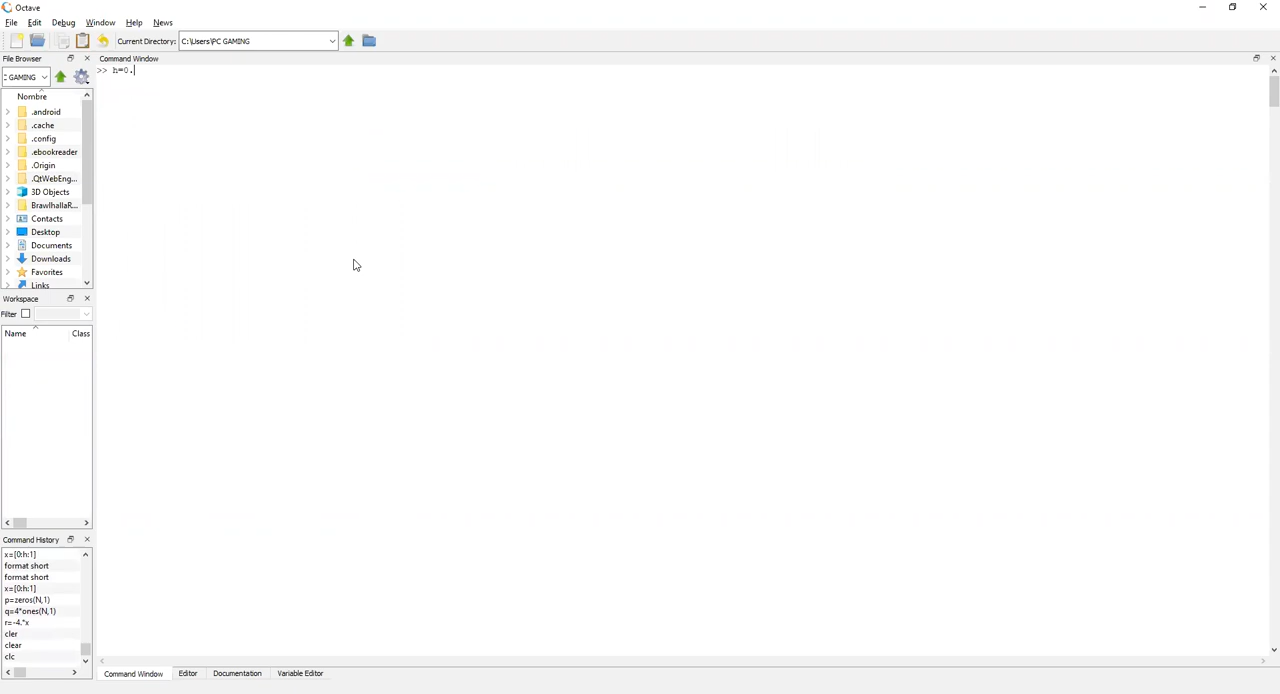 Octave
File Edit Debug Window Help News
Current Directory: C:\Users\PC GAMING
File Browser
GAMING
Nombre
.android
.cache
.config
.ebookreader
.Origin
.QtWebEng...
3D Objects
BrawlhallaR...
Contacts
Desktop
Documents
Downloads
Favorites
Links
Workspace
Filter
Name Class
Command History
x=[0:h:1]
format short
format short
x=[0:h:1]
p=zeros(N,1)
q=4*ones(N,1)
r=-4.*x
cler
clear
clc
Command Window
>> h=0.
Command Window Editor Documentation Variable Editor